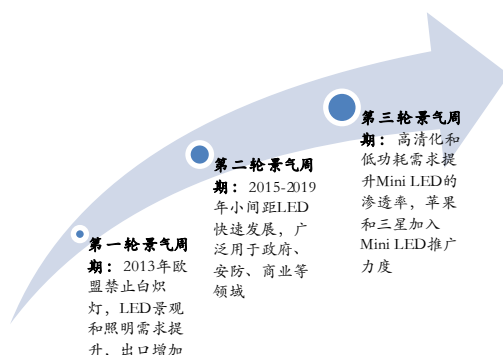 第一轮景气周
期：2013年欧
盟禁止白炽
灯，LED景观
和照明需求提
升，出口增加
第二轮景气周
期：2015-2019
年小间距LED
快速发展，广
泛用于政府、
安防、商业等
领域
第三轮景气周
期：高清化和
低功耗需求提
升Mini LED的
渗透率，苹果
和三星加入
Mini LED推广
力度